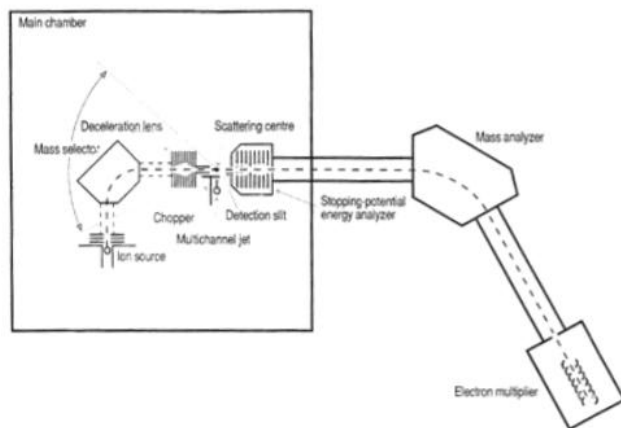 Main chamber
Deceleration lens
Scattering centre
Mass selector
Mass analyzer
Chopper
Detection slit
Stopping-potential
energy analyzer
Multichannel jet
Ion source
Electron multiplier